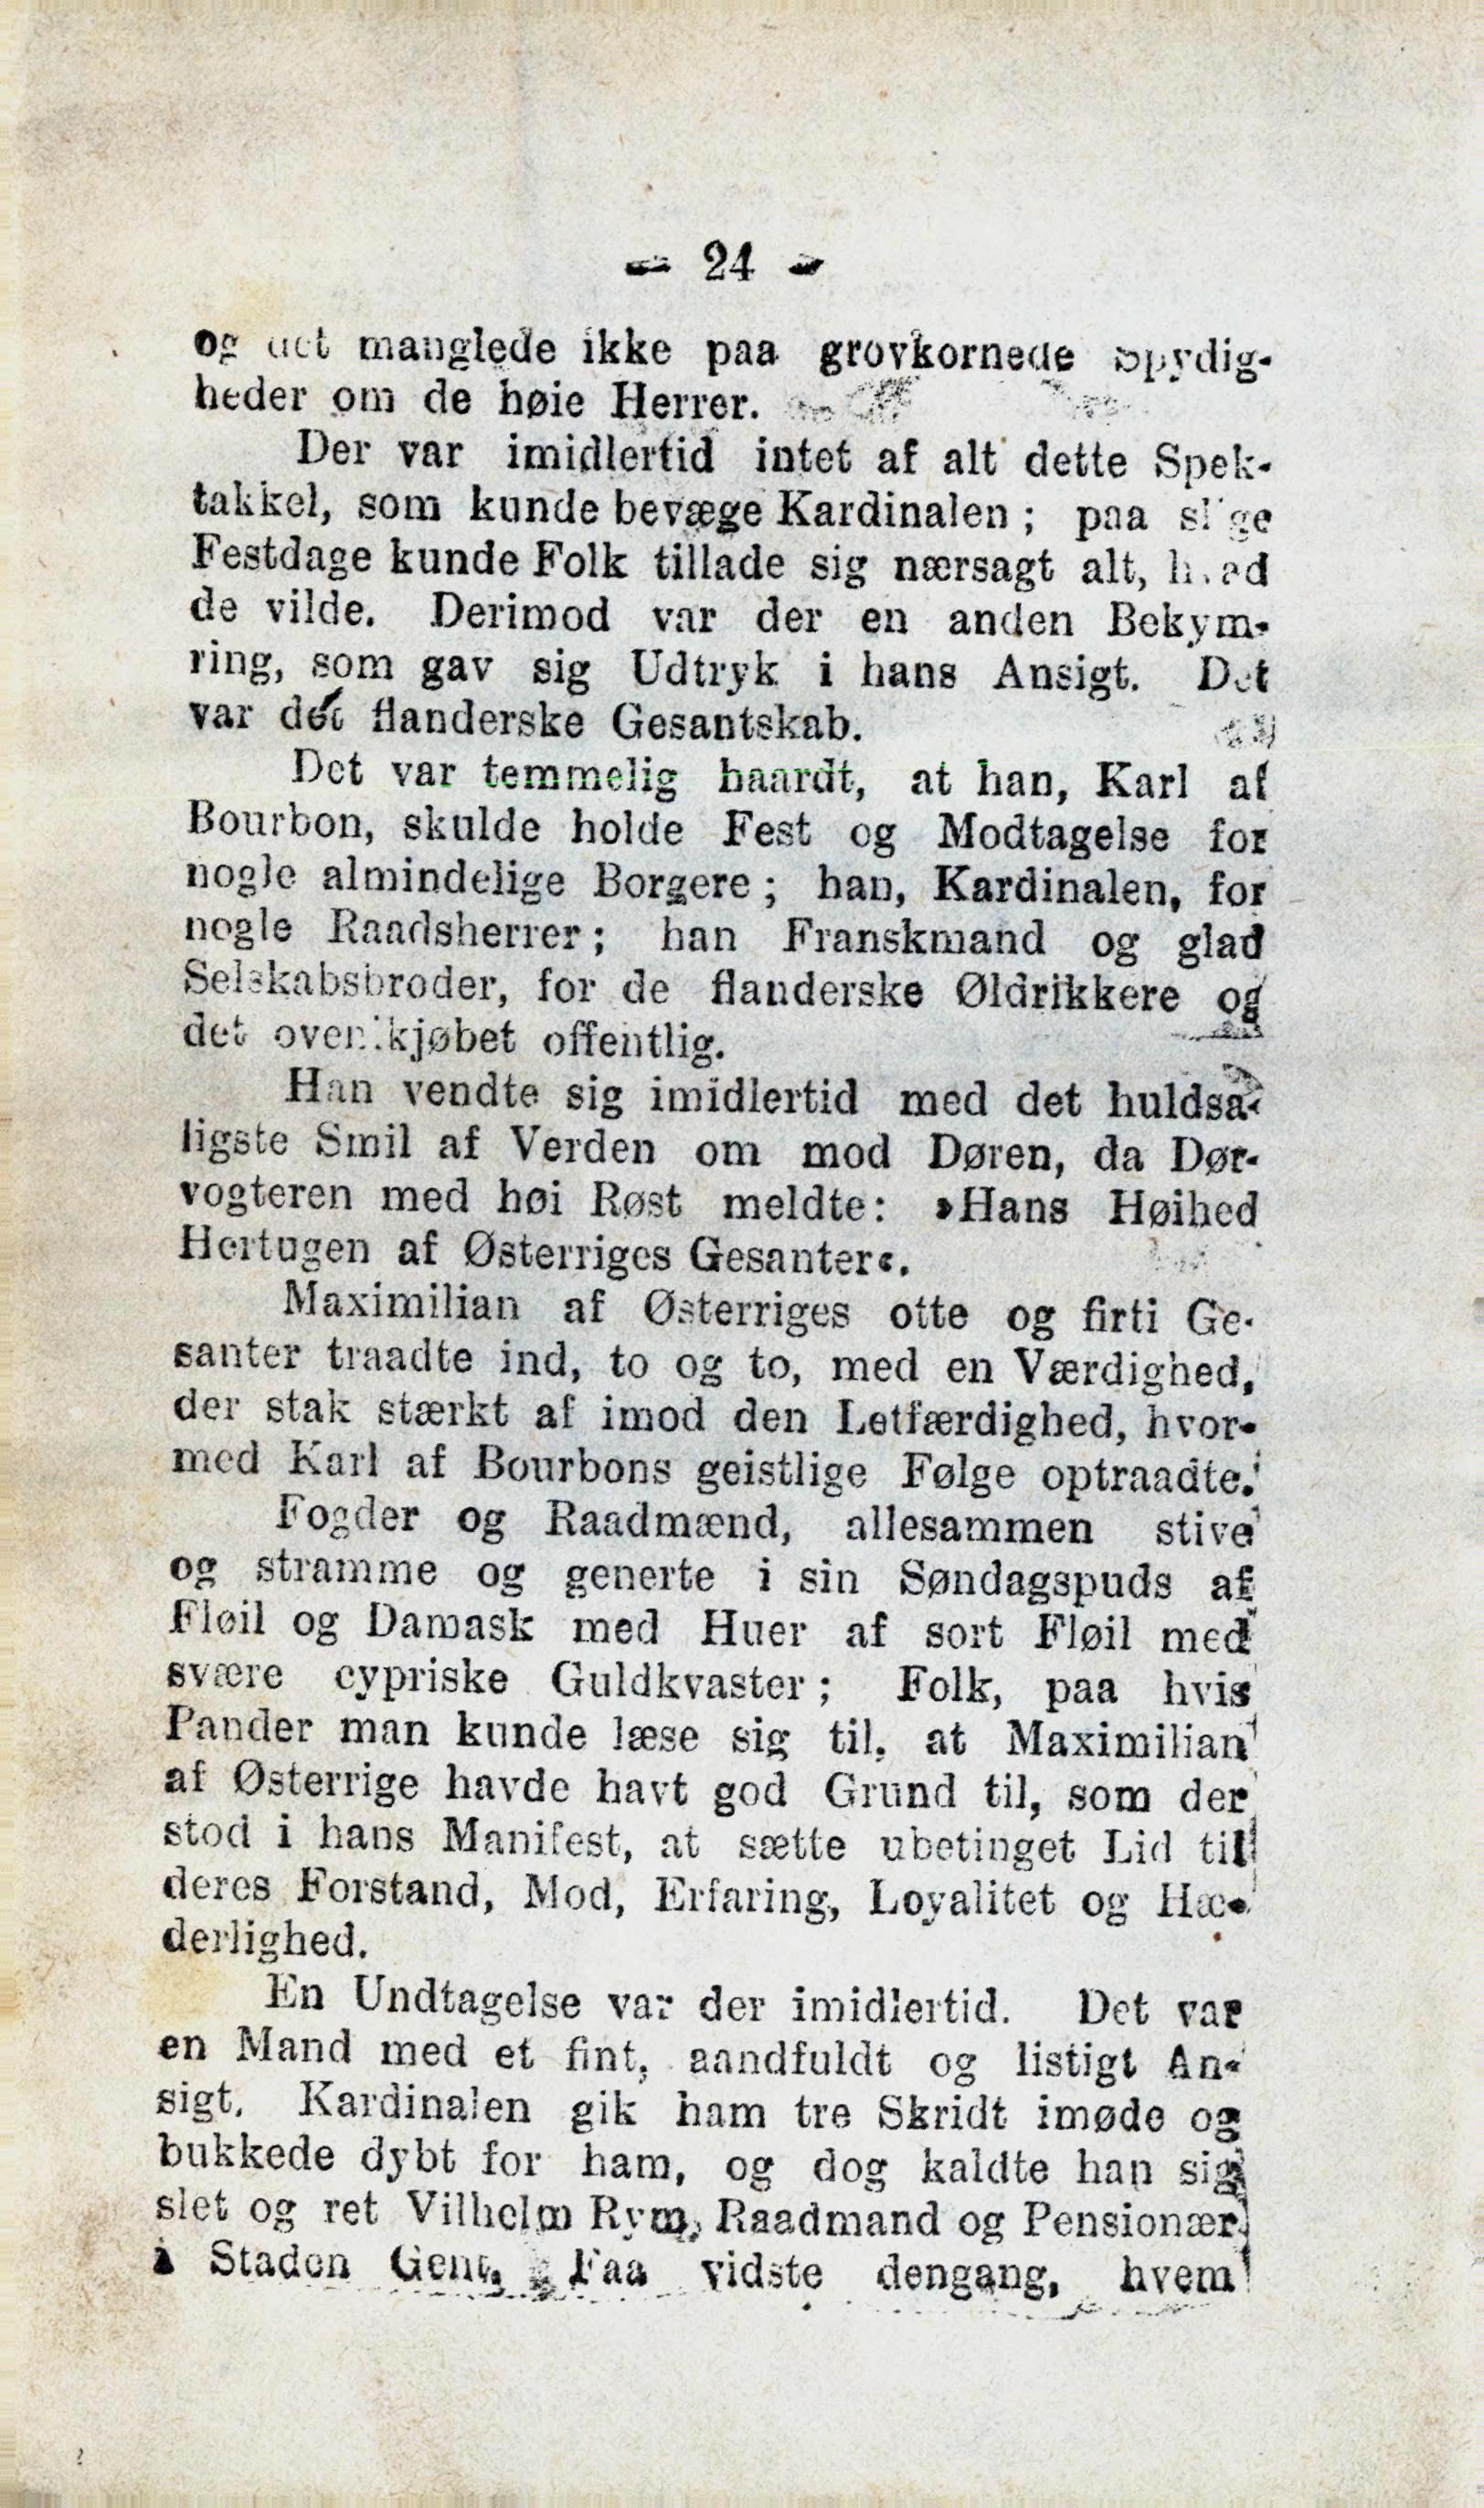 — 24 —
og det manglede ikke paa grovkornede Spydig-
heder om de høie Herrer.
Der var imidlertid intet af alt dette Spek-
takkel, som kunde bevæge Kardinalen; paa slige
Festdage kunde Folk tillade sig nærsagt alt, hvad
de vilde. Derimod var der en anden Bekym-
ring, som gav sig Udtryk i hans Ansigt. Det
var det flanderske Gesantskab.
Det var temmelig haardt, at han, Karl af
Bourbon, skulde holde Fest og Modtagelse for
nogle almindelige Borgere; han, Kardinalen, for
nogle Raadsherrer; han Franskmand og glad
Selskabsbroder, for de flanderske Øldrikkere og
det ovenikjøbet offentlig.
Han vendte sig imidlertid med det huldsa-
ligste Smil af Verden om mod Døren, da Dør-
vogteren med høi Røst meldte: »Hans Høihed
Hertugen af Østerriges Gesanter«.
Maximilian af Østerriges otte og firti Ge-
santer traadte ind, to og to, med en Værdighed,
der stak stærkt af imod den Letfærdighed, hvor-
med Karl af Bourbons geistlige Følge optraadte.
Fogder og Raadmænd, allesammen stive
og stramme og generte i sin Søndagspuds af
Fløil og Damask med Huer af sort Fløil med
svære cypriske Guldkvaster; Folk, paa hvis
Pander man kunde læse sig til, at Maximilian
af Østerrige havde havt god Grund til, som der
stod i hans Manifest, at sætte ubetinget Lid til
deres Forstand, Mod, Erfaring, Loyalitet og Hæ-
derlighed.
En Undtagelse var der imidlertid. Det var
en Mand med et fint, aandfuldt og listigt An-
sigt. Kardinalen gik ham tre Skridt imøde og
bukkede dybt for ham, og dog kaldte han sig
slet og ret Vilhelm Rym, Raadmand og Pensionær
i Staden Gent. Faa vidste dengang, hvem